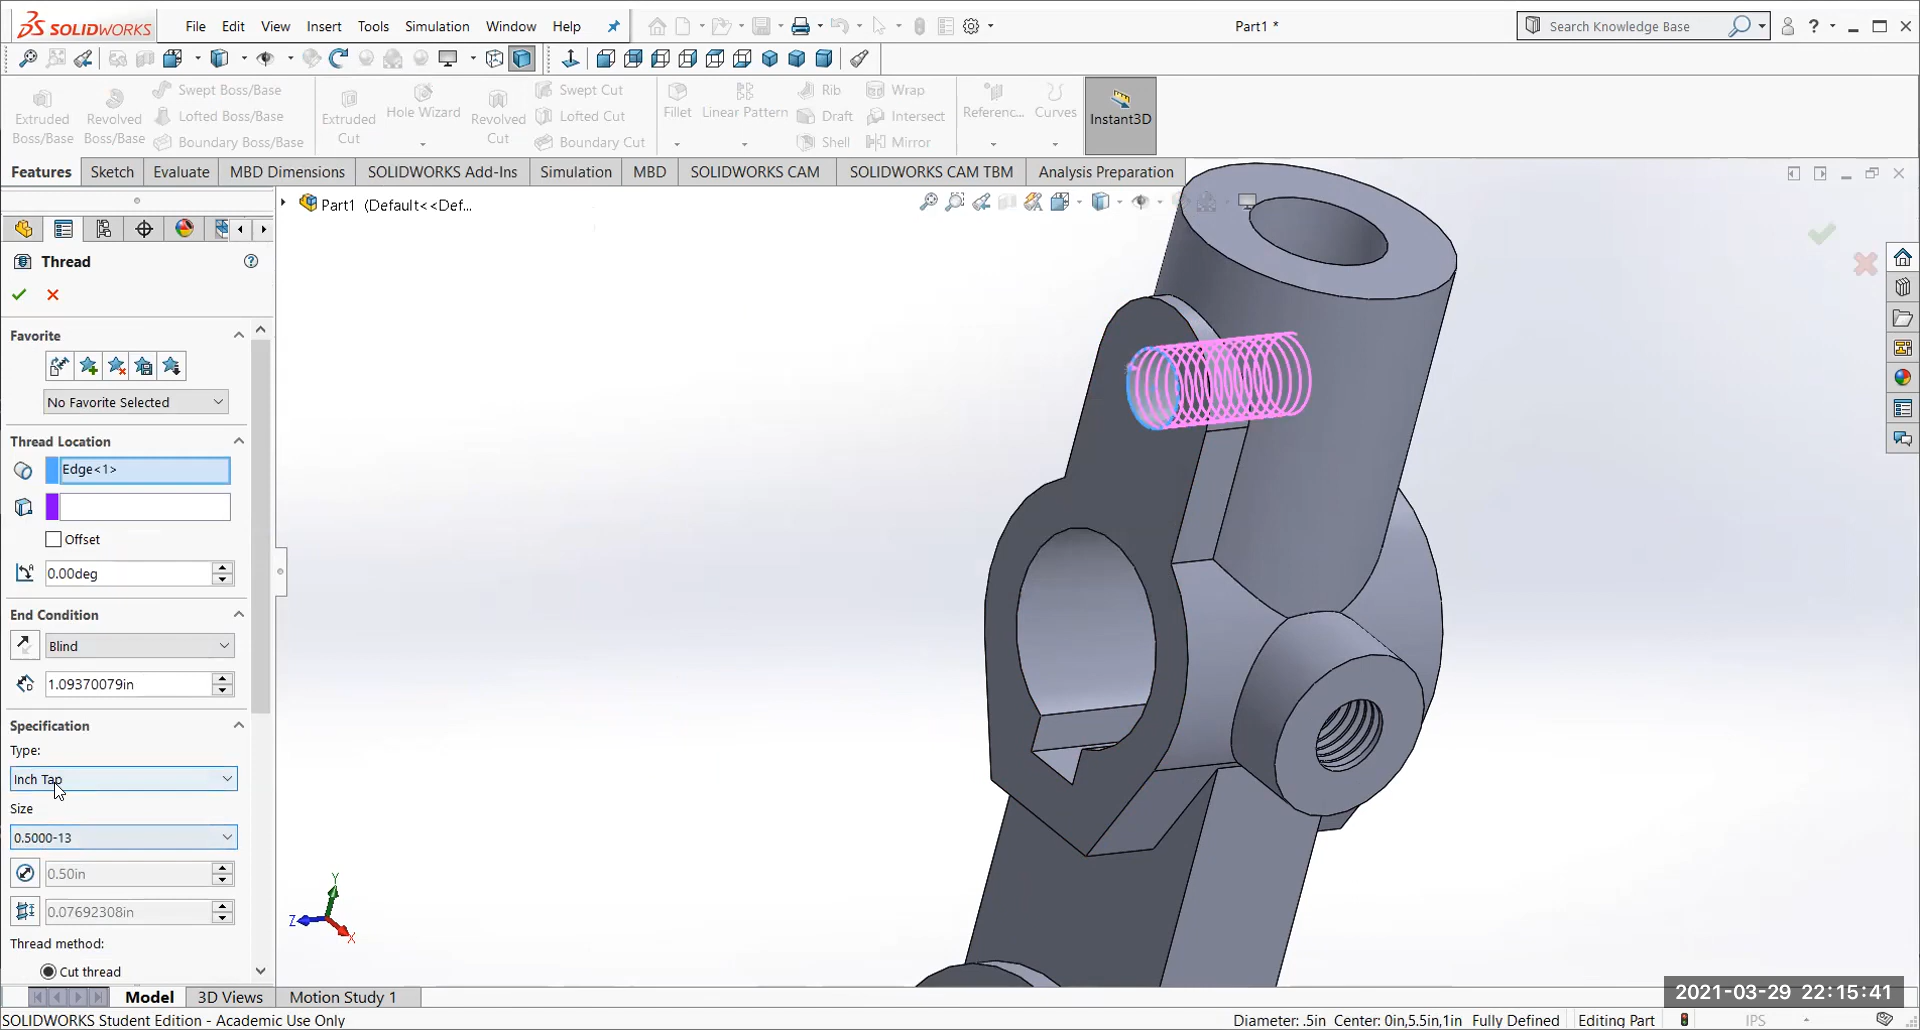 SOLIDWORKS File Edit View Insert Tools Simulation Window Help Part1 * Search Knowledge Base ?
Extruded Boss/Base
Revolved Boss/Base
Swept Boss/Base
Lofted Boss/Base
Boundary Boss/Base
Extruded Cut
Hole Wizard
Revolved Cut
Swept Cut
Lofted Cut
Boundary Cut
Fillet
Linear Pattern
Rib
Draft
Shell
Wrap
Intersect
Mirror
Referenc...
Curves
Instant3D
Features Sketch Evaluate MBD Dimensions SOLIDWORKS Add-Ins Simulation MBD SOLIDWORKS CAM SOLIDWORKS CAM TBM Analysis Preparation
Part1 (Default<<Def...
Thread ?
Favorite
No Favorite Selected
Thread Location
Edge<1>
Offset
0.00deg
End Condition
Blind
1.09370079in
Specification
Type:
Inch Tap
Size
0.5000-13
0.50in
0.07692308in
Thread method:
Cut thread
Y
Z
X
Model 3D Views Motion Study 1
2021-03-29 22:15:41
SOLIDWORKS Student Edition - Academic Use Only Diameter: .5in Center: 0in,5.5in,1in Fully Defined Editing Part IPS